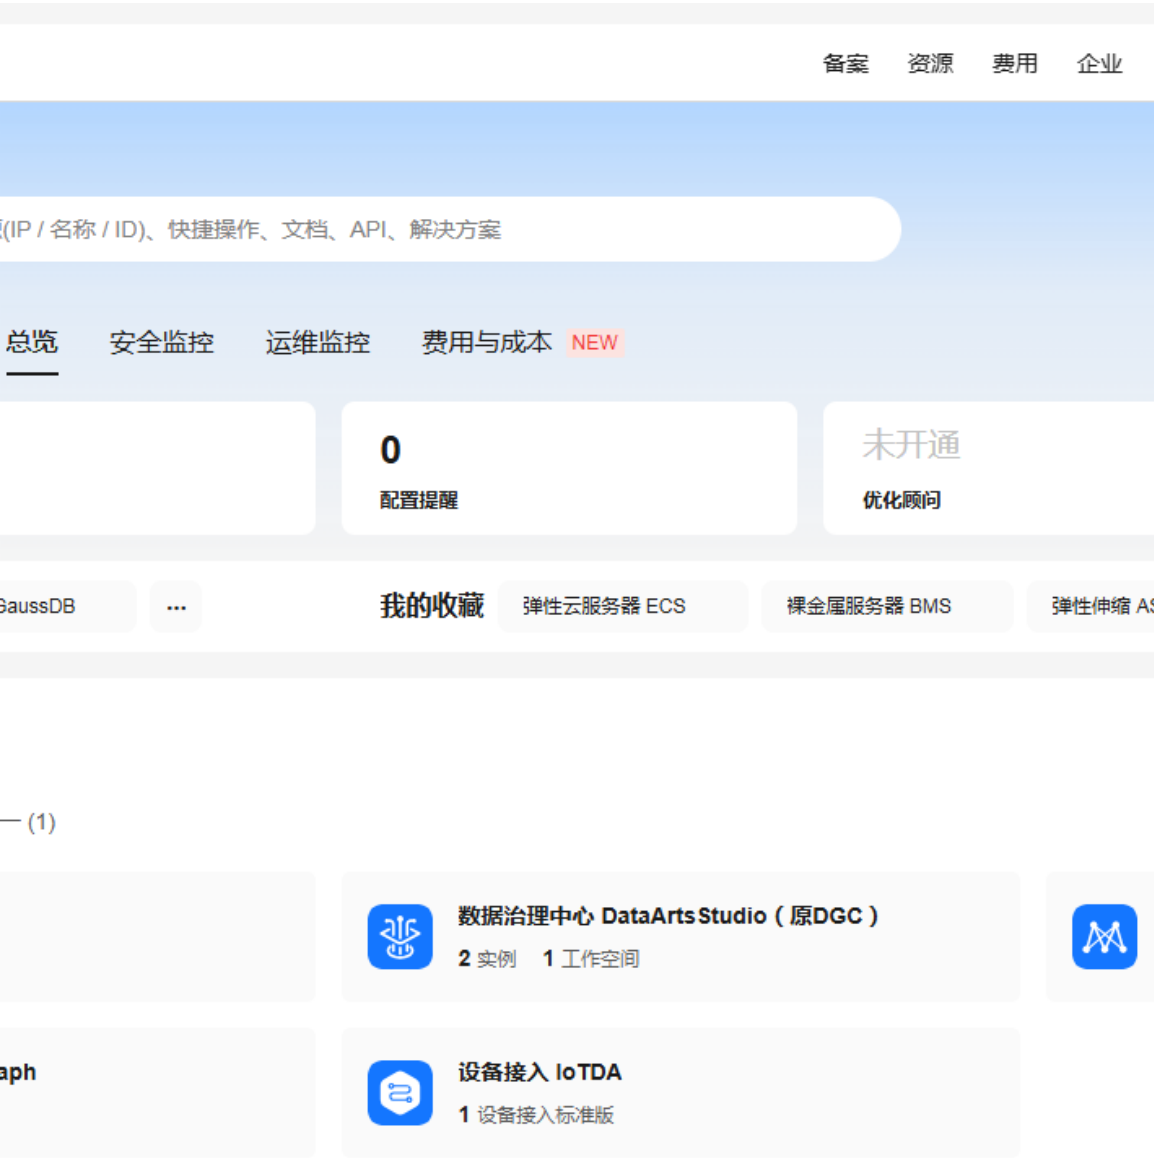 备案 资源 费用 企业
(IP / 名称 / ID)、快捷操作、文档、API、解决方案
总览 安全监控 运维监控 费用与成本 NEW
0
配置提醒
未开通
优化顾问
GaussDB ... 我的收藏 弹性云服务器 ECS 裸金属服务器 BMS 弹性伸缩 AS
一 (1)
数据治理中心 DataArtsStudio（原DGC）
2 实例 1 工作空间
aph
设备接入 IoTDA
1 设备接入标准版